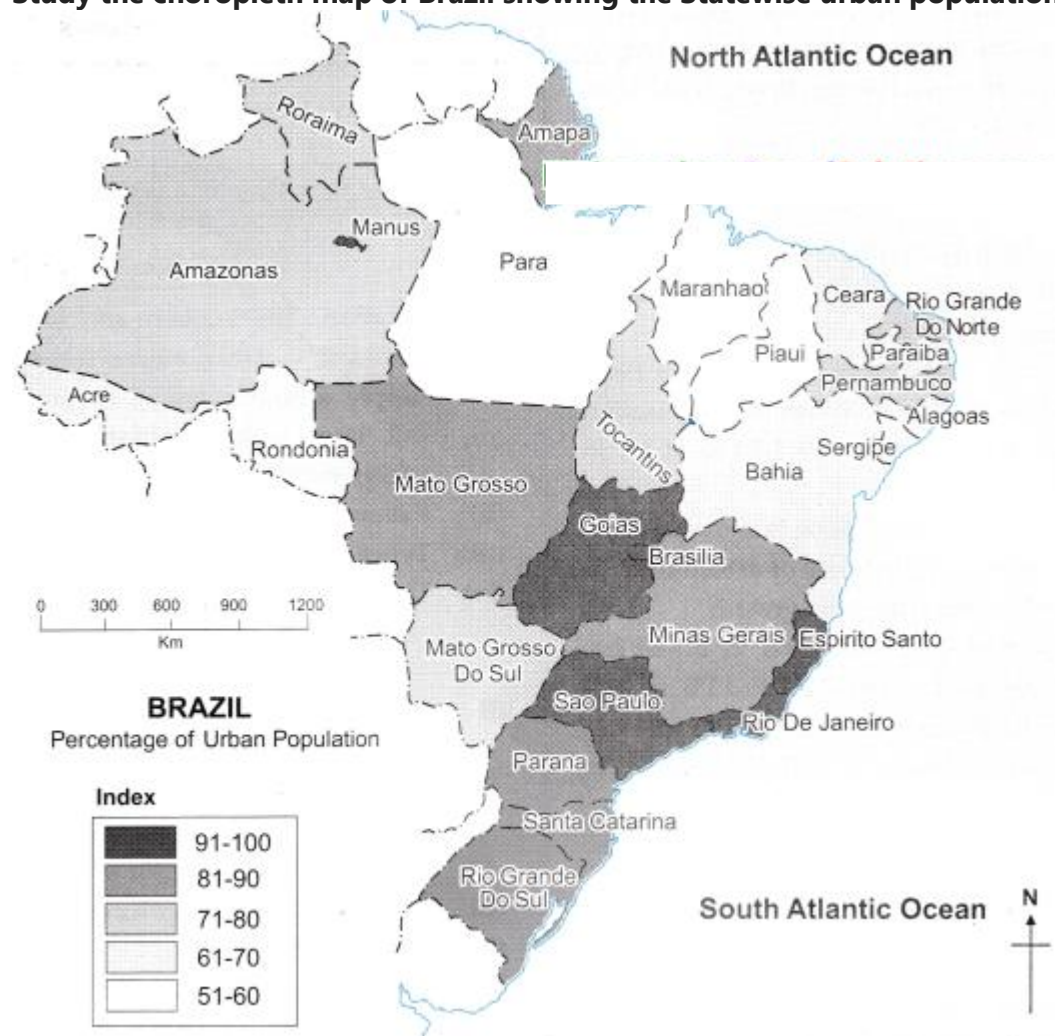 Study the choropleth map of Brazil showing the Statewise urban population
North Atlantic Ocean
Roraima
Amapa
Manus
Amazonas
Para
Maranhao
Ceara
Rio Grande
Do Norte
Piaui
Paraiba
Pernambuco
Acre
Alagoas
Tocantins
Sergipe
Rondonia
Bahia
Mato Grosso
Goias
Brasilia
0 300 600 900 1200
Km
Mato Grosso
Do Sul
Minas Gerais
Espirito Santo
Sao Paulo
Rio De Janeiro
BRAZIL
Percentage of Urban Population
Parana
Index
Santa Catarina
91-100
81-90
71-80
61-70
51-60
Rio Grande
Do Sul
South Atlantic Ocean
N